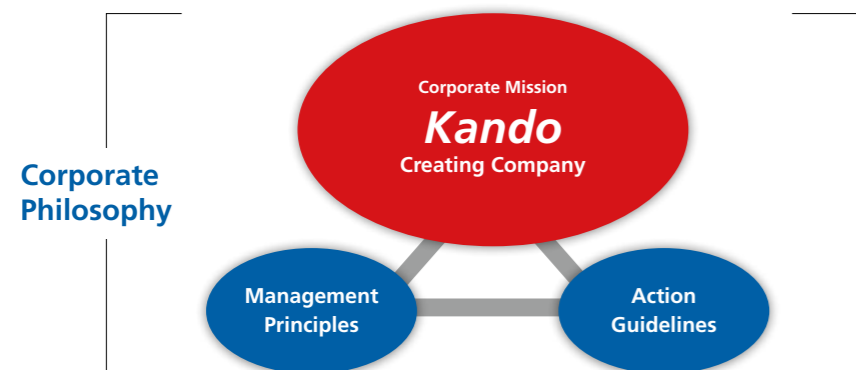 Corporate Mission
Kando
Creating Company
Corporate
Philosophy
Management
Principles
Action
Guidelines